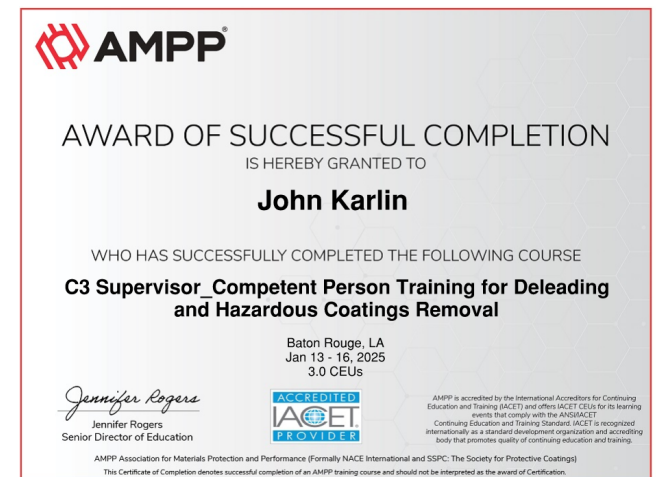 AMPP®
AWARD OF SUCCESSFUL COMPLETION
IS HEREBY GRANTED TO
John Karlin
WHO HAS SUCCESSFULLY COMPLETED THE FOLLOWING COURSE
C3 Supervisor_Competent Person Training for Deleading
and Hazardous Coatings Removal
Baton Rouge, LA
Jan 13 - 16, 2025
3.0 CEUs
Jennifer Rogers
Jennifer Rogers
Senior Director of Education
ACCREDITED
IACET
PROVIDER
AMPP is accredited by the International Accreditors for Continuing
Education and Training (IACET) and offers IACET CEUs for its learning
events that comply with the ANSI/IACET
Continuing Education and Training Standard. IACET is recognized
internationally as a standard development organization and accrediting
body that promotes quality of continuing education and training.
AMPP Association for Materials Protection and Performance (Formally NACE International and SSPC: The Society for Protective Coatings)
This Certificate of Completion denotes successful completion of an AMPP training course and should not be interpreted as the award of Certification.